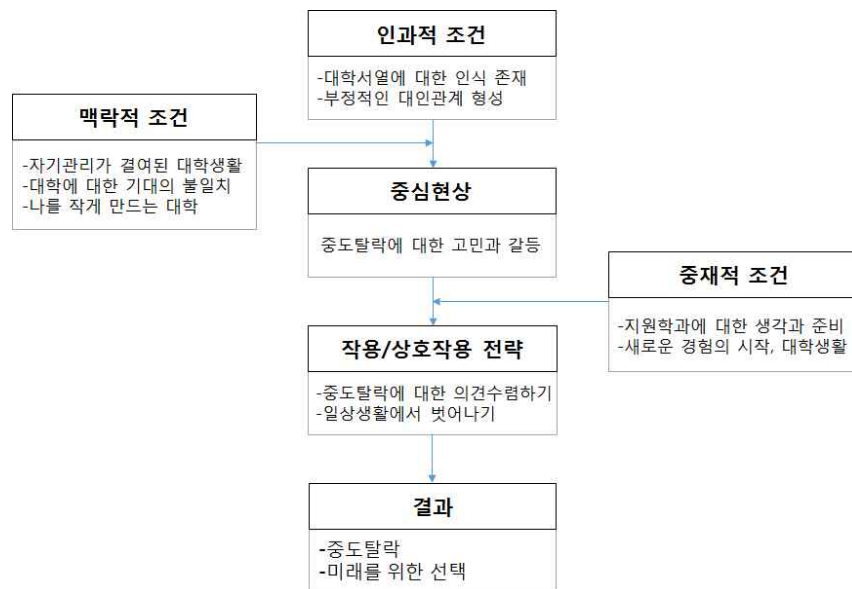 인과적 조건
-대학서열에 대한 인식 존재
-부정적인 대인관계 형성
맥락적 조건
-자기관리가 결여된 대학생활
-대학에 대한 기대의 불일치
-나를 작게 만드는 대학
중심현상
중도탈락에 대한 고민과 갈등
중재적 조건
-지원학과에 대한 생각과 준비
-새로운 경험의 시작, 대학생활
작용/상호작용 전략
-중도탈락에 대한 의견수렴하기
-일상생활에서 벗어나기
결과
-중도탈락
-미래를 위한 선택